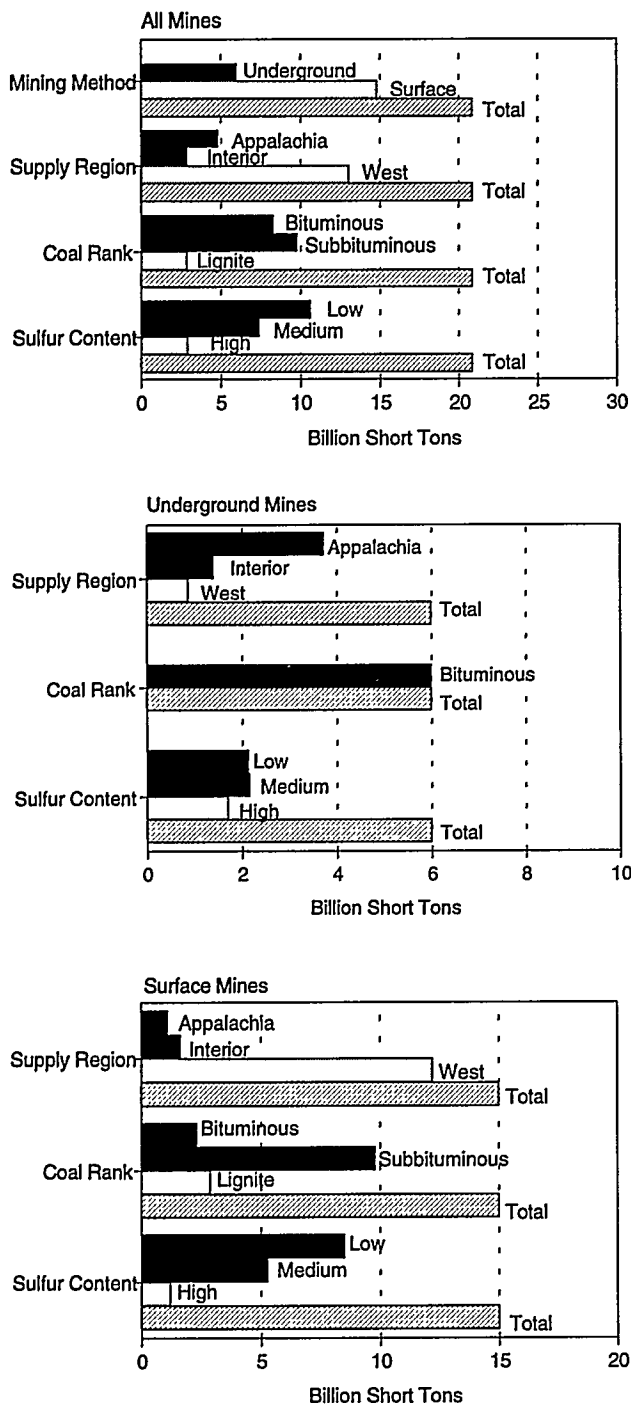 All Mines
Mining Method
Underground
Surface
Total
Supply Region
Appalachia
Interior
West
Total
Coal Rank
Bituminous
Subbituminous
Lignite
Total
Sulfur Content
Low
Medium
High
Total
0 5 10 15 20 25 30
Billion Short Tons
Underground Mines
Supply Region
Appalachia
Interior
West
Total
Coal Rank
Bituminous
Total
Sulfur Content
Low
Medium
High
Total
0 2 4 6 8 10
Billion Short Tons
Surface Mines
Supply Region
Appalachia
Interior
West
Total
Coal Rank
Bituminous
Subbituminous
Lignite
Total
Sulfur Content
Low
Medium
High
Total
0 5 10 15 20
Billion Short Tons